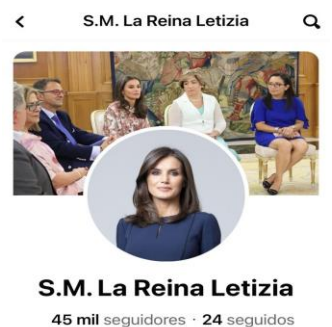 S.M. La Reina Letizia
S.M. La Reina Letizia
45 mil seguidores · 24 seguidos